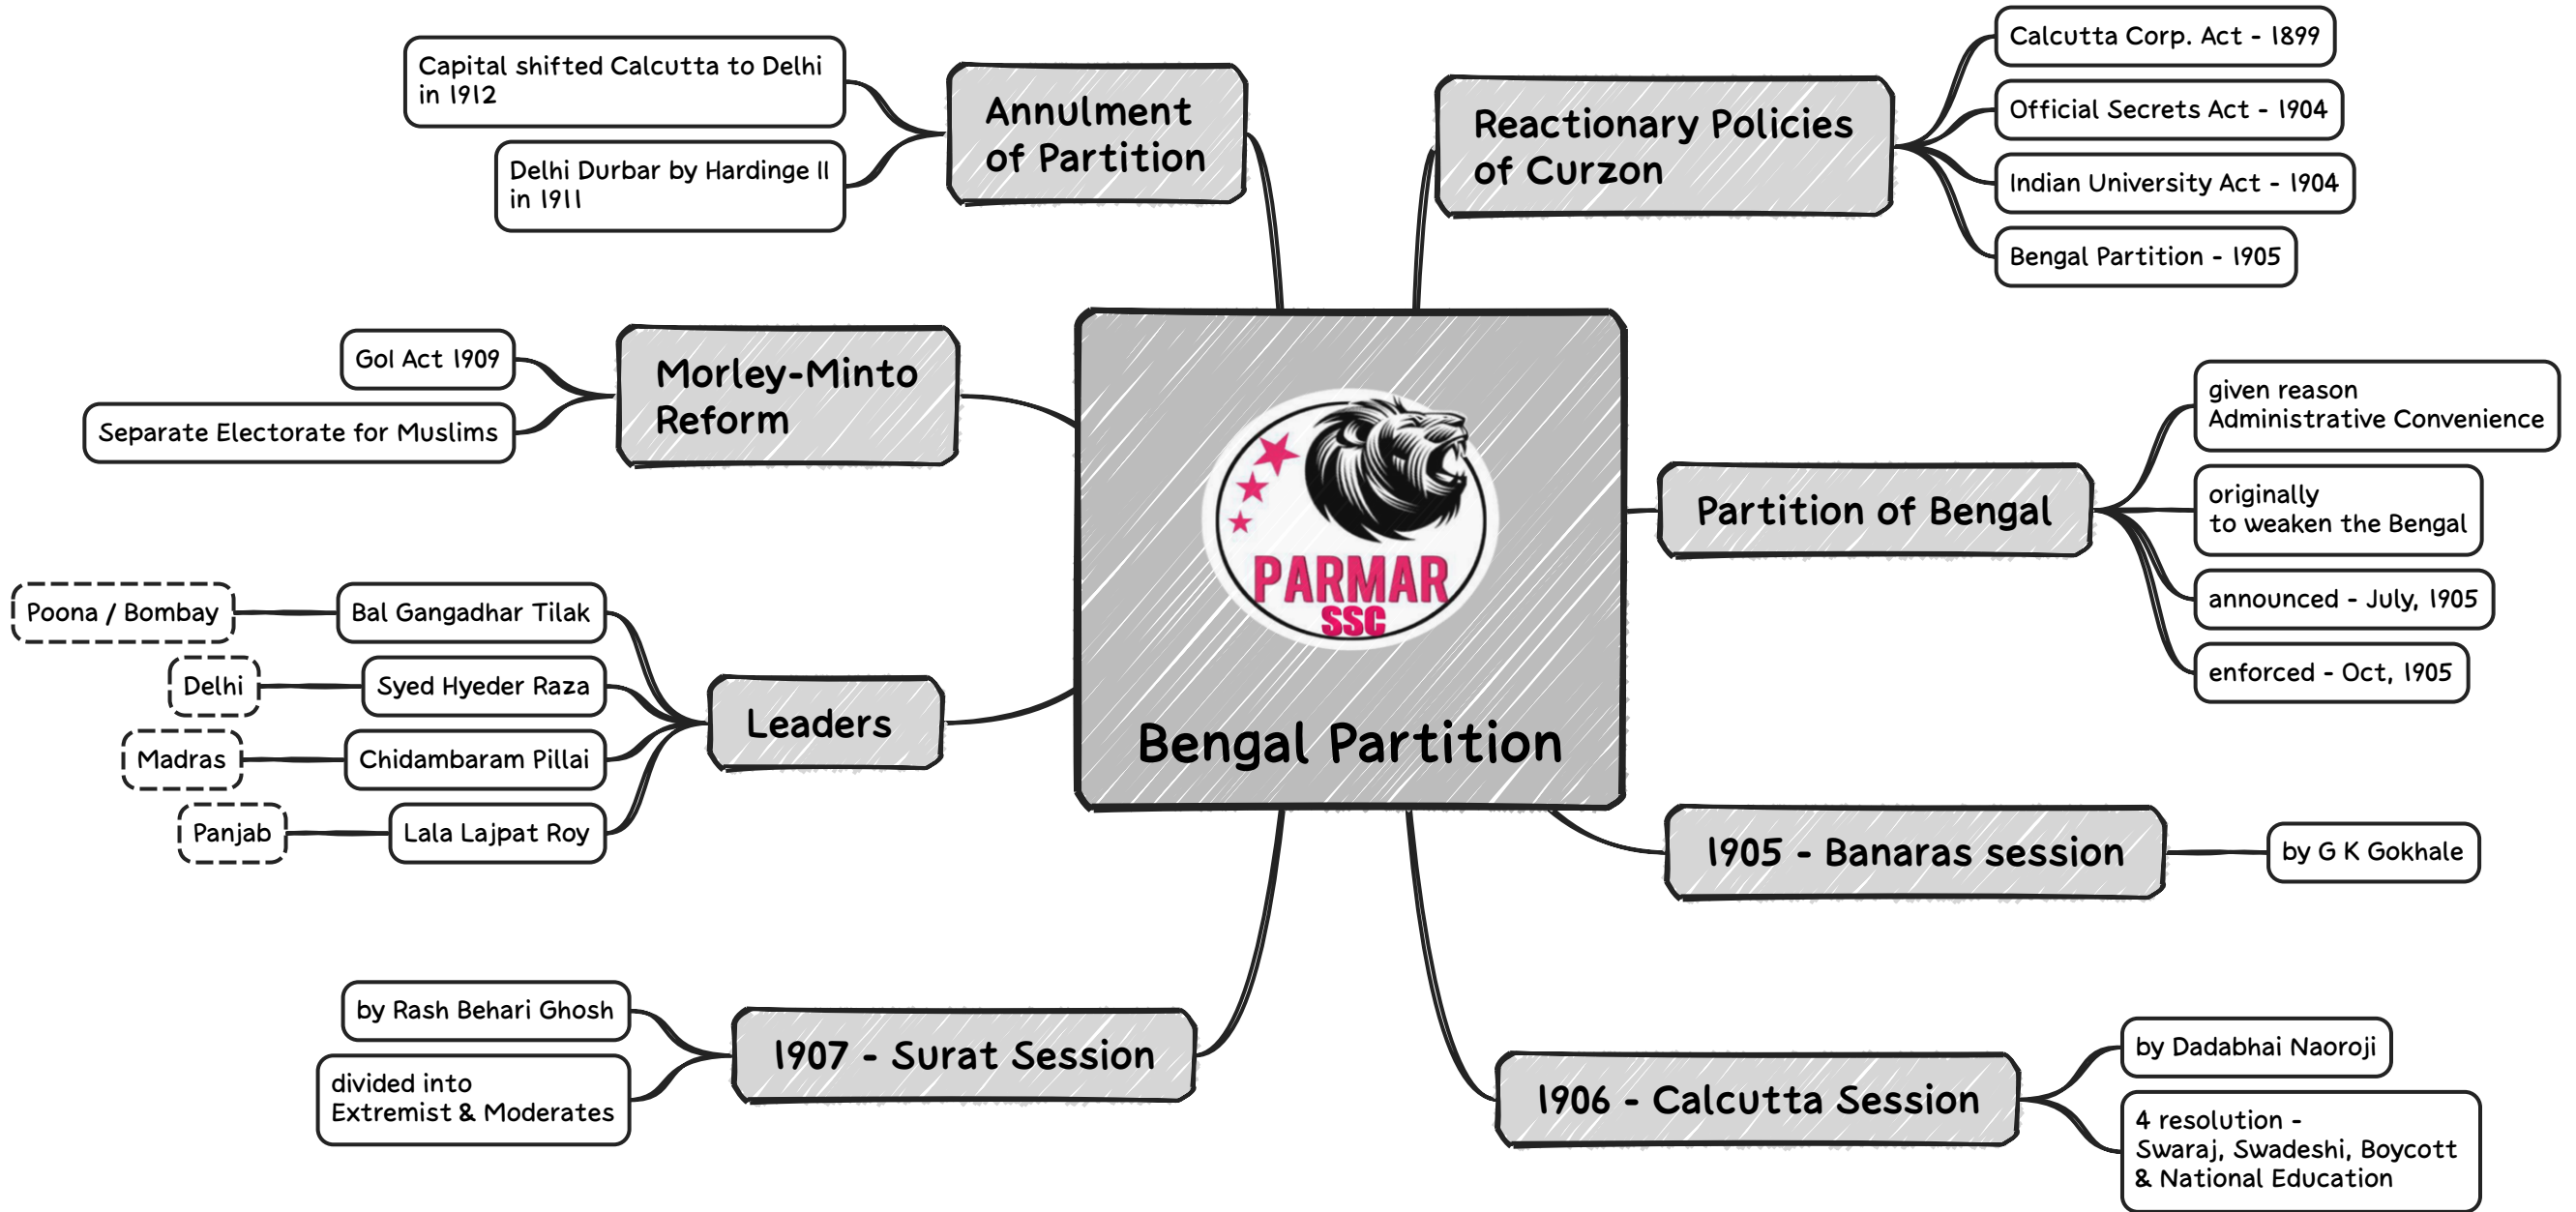 PARMAR
SSC
Bengal Partition
Reactionary Policies
of Curzon
Calcutta Corp. Act - 1899
Official Secrets Act - 1904
Indian University Act - 1904
Bengal Partition - 1905
Partition of Bengal
given reason
Administrative Convenience
originally
to weaken the Bengal
announced - July, 1905
enforced - Oct, 1905
1905 - Banaras session
by G K Gokhale
1906 - Calcutta Session
by Dadabhai Naoroji
4 resolution -
Swaraj, Swadeshi, Boycott
& National Education
1907 - Surat Session
by Rash Behari Ghosh
divided into
Extremist & Moderates
Leaders
Bal Gangadhar Tilak
Poona / Bombay
Syed Hyeder Raza
Delhi
Chidambaram Pillai
Madras
Lala Lajpat Roy
Panjab
Morley-Minto
Reform
GoI Act 1909
Separate Electorate for Muslims
Annulment
of Partition
Capital shifted Calcutta to Delhi
in 1912
Delhi Durbar by Hardinge II
in 1911